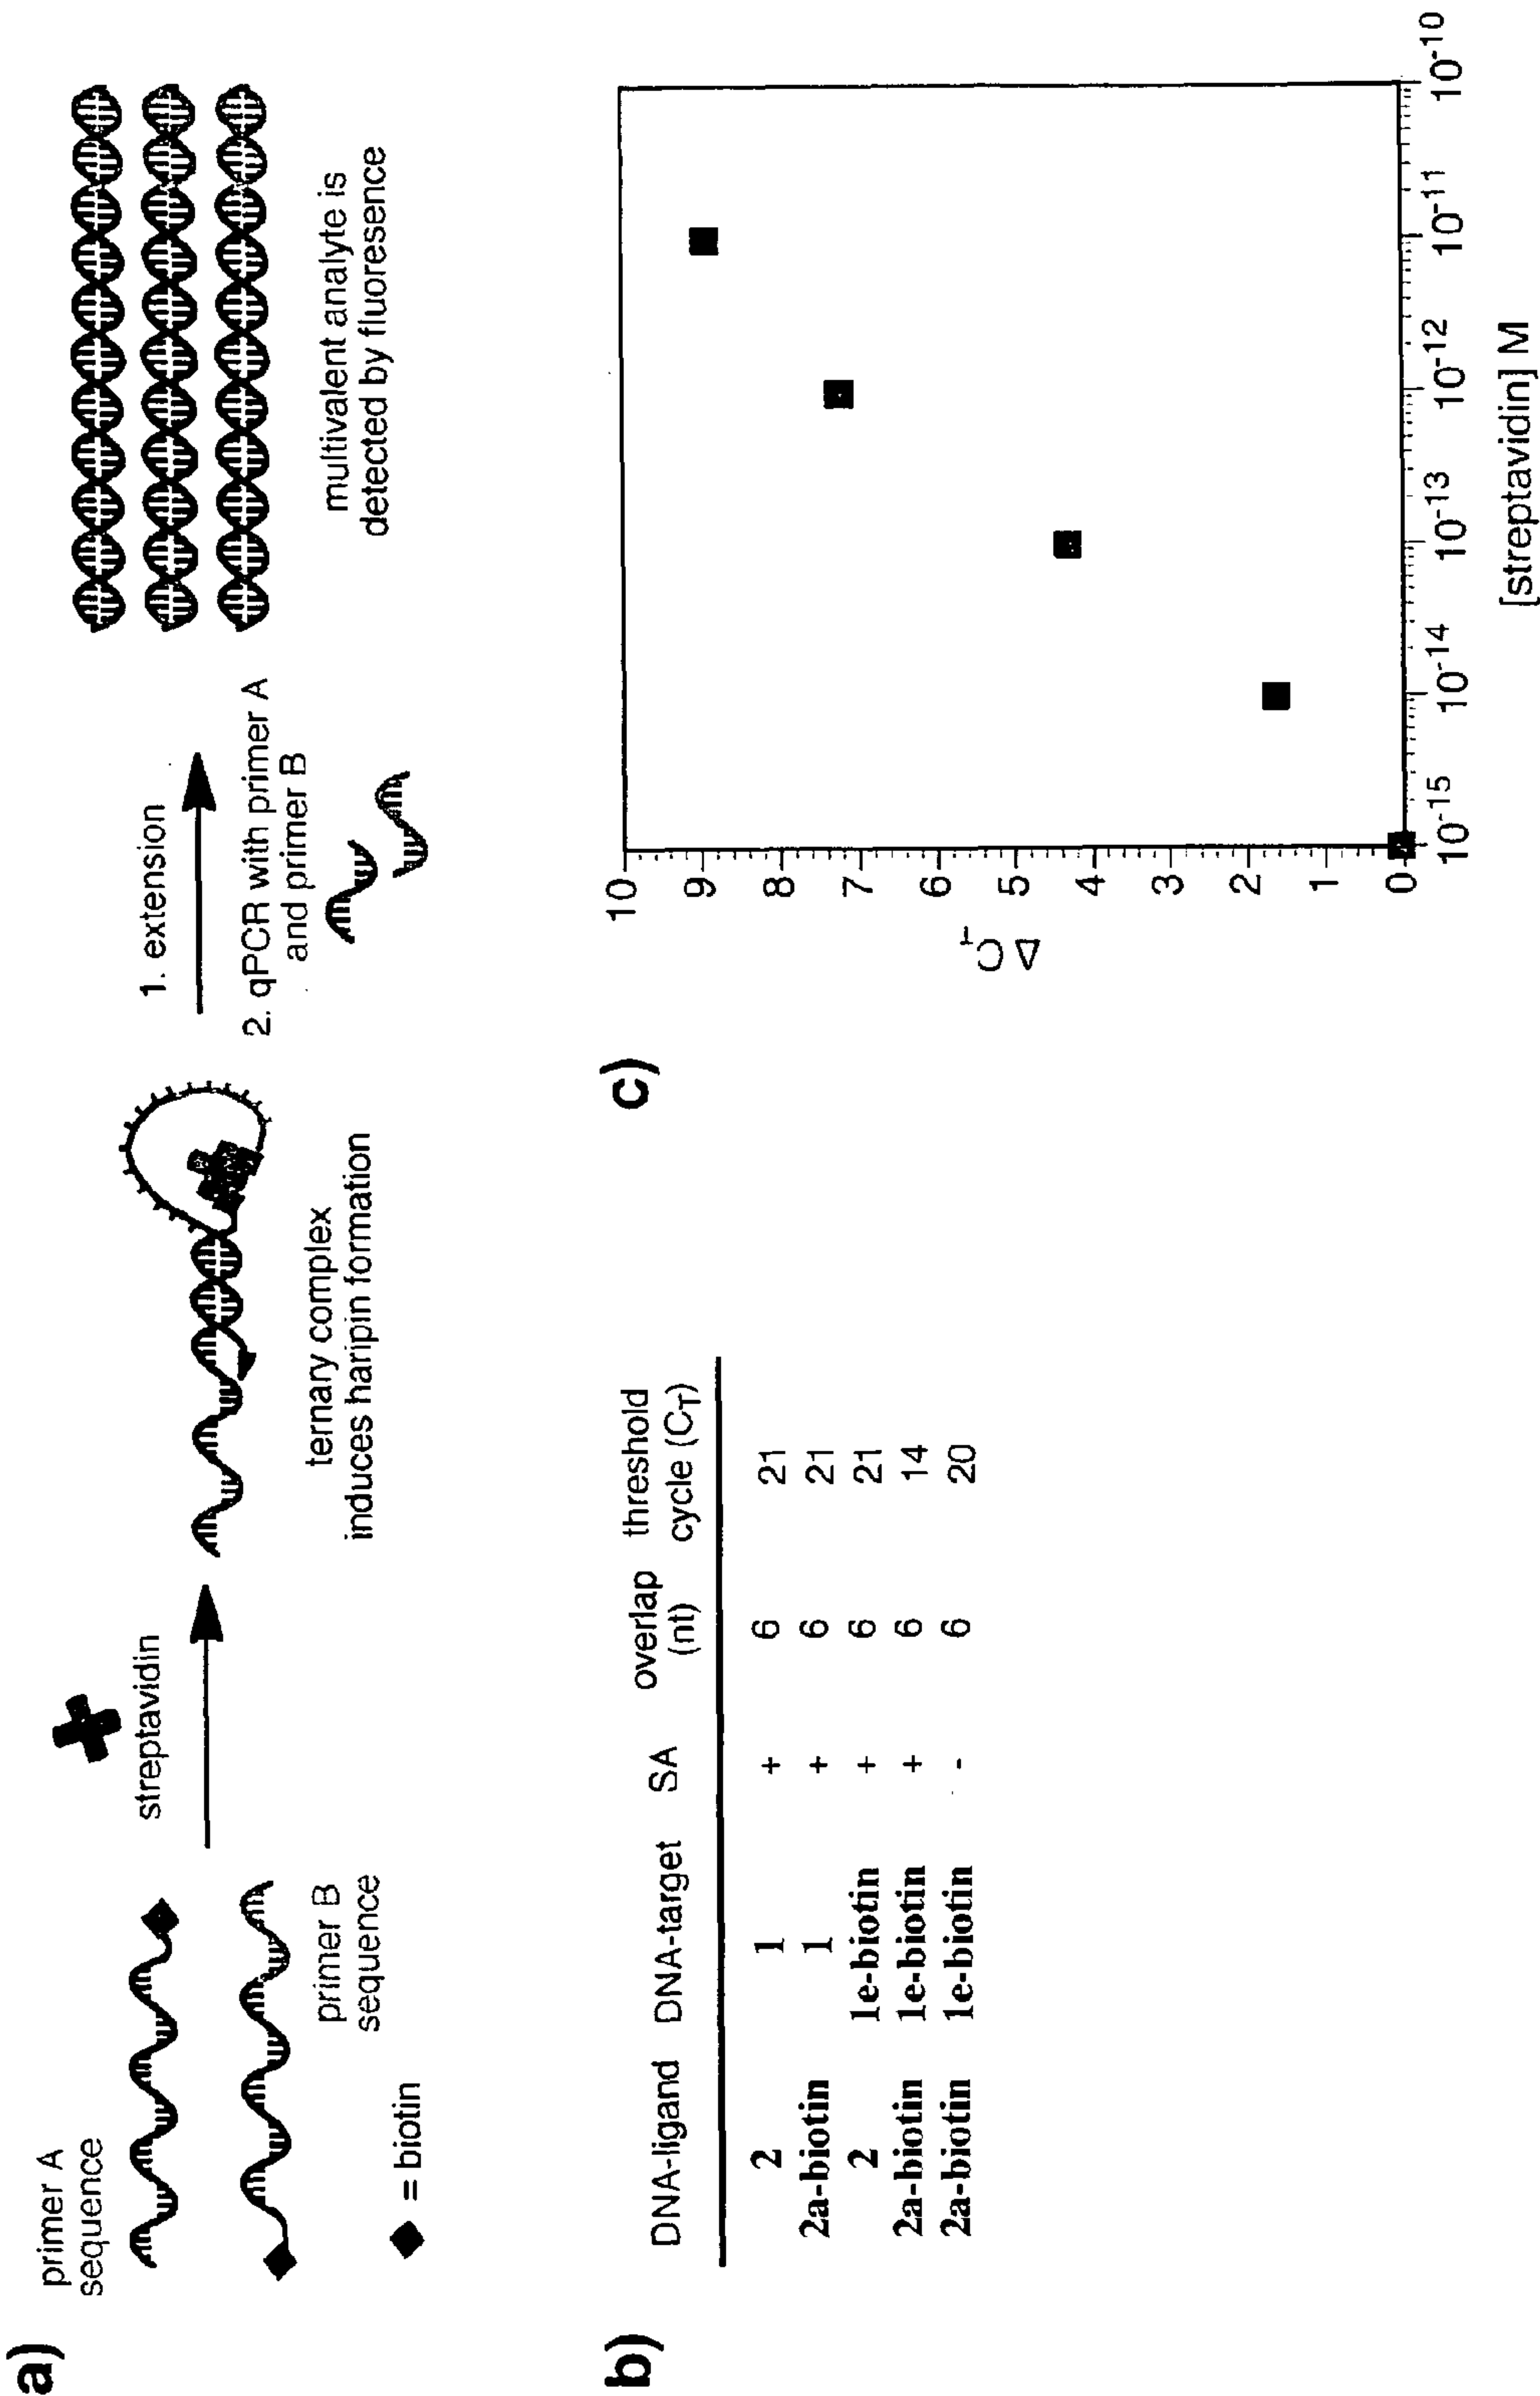 a)
primer A
sequence
primer B
sequence
= biotin
streptavidin
ternary complex
induces haripin formation
1. extension
2. qPCR with primer A
and primer B
multivalent analyte is
detected by fluoresence
b)
DNA-ligand DNA-target SA overlap (nt) threshold cycle (CT)
2 1 + 6 21
2a-biotin 1 + 6 21
2 1e-biotin + 6 21
2a-biotin 1e-biotin + 6 14
2a-biotin 1e-biotin - 6 20
c)
Δ CT
10
9
8
7
6
5
4
3
2
1
0
10-15 10-14 10-13 10-12 10-11 10-10
[streptavidin] M